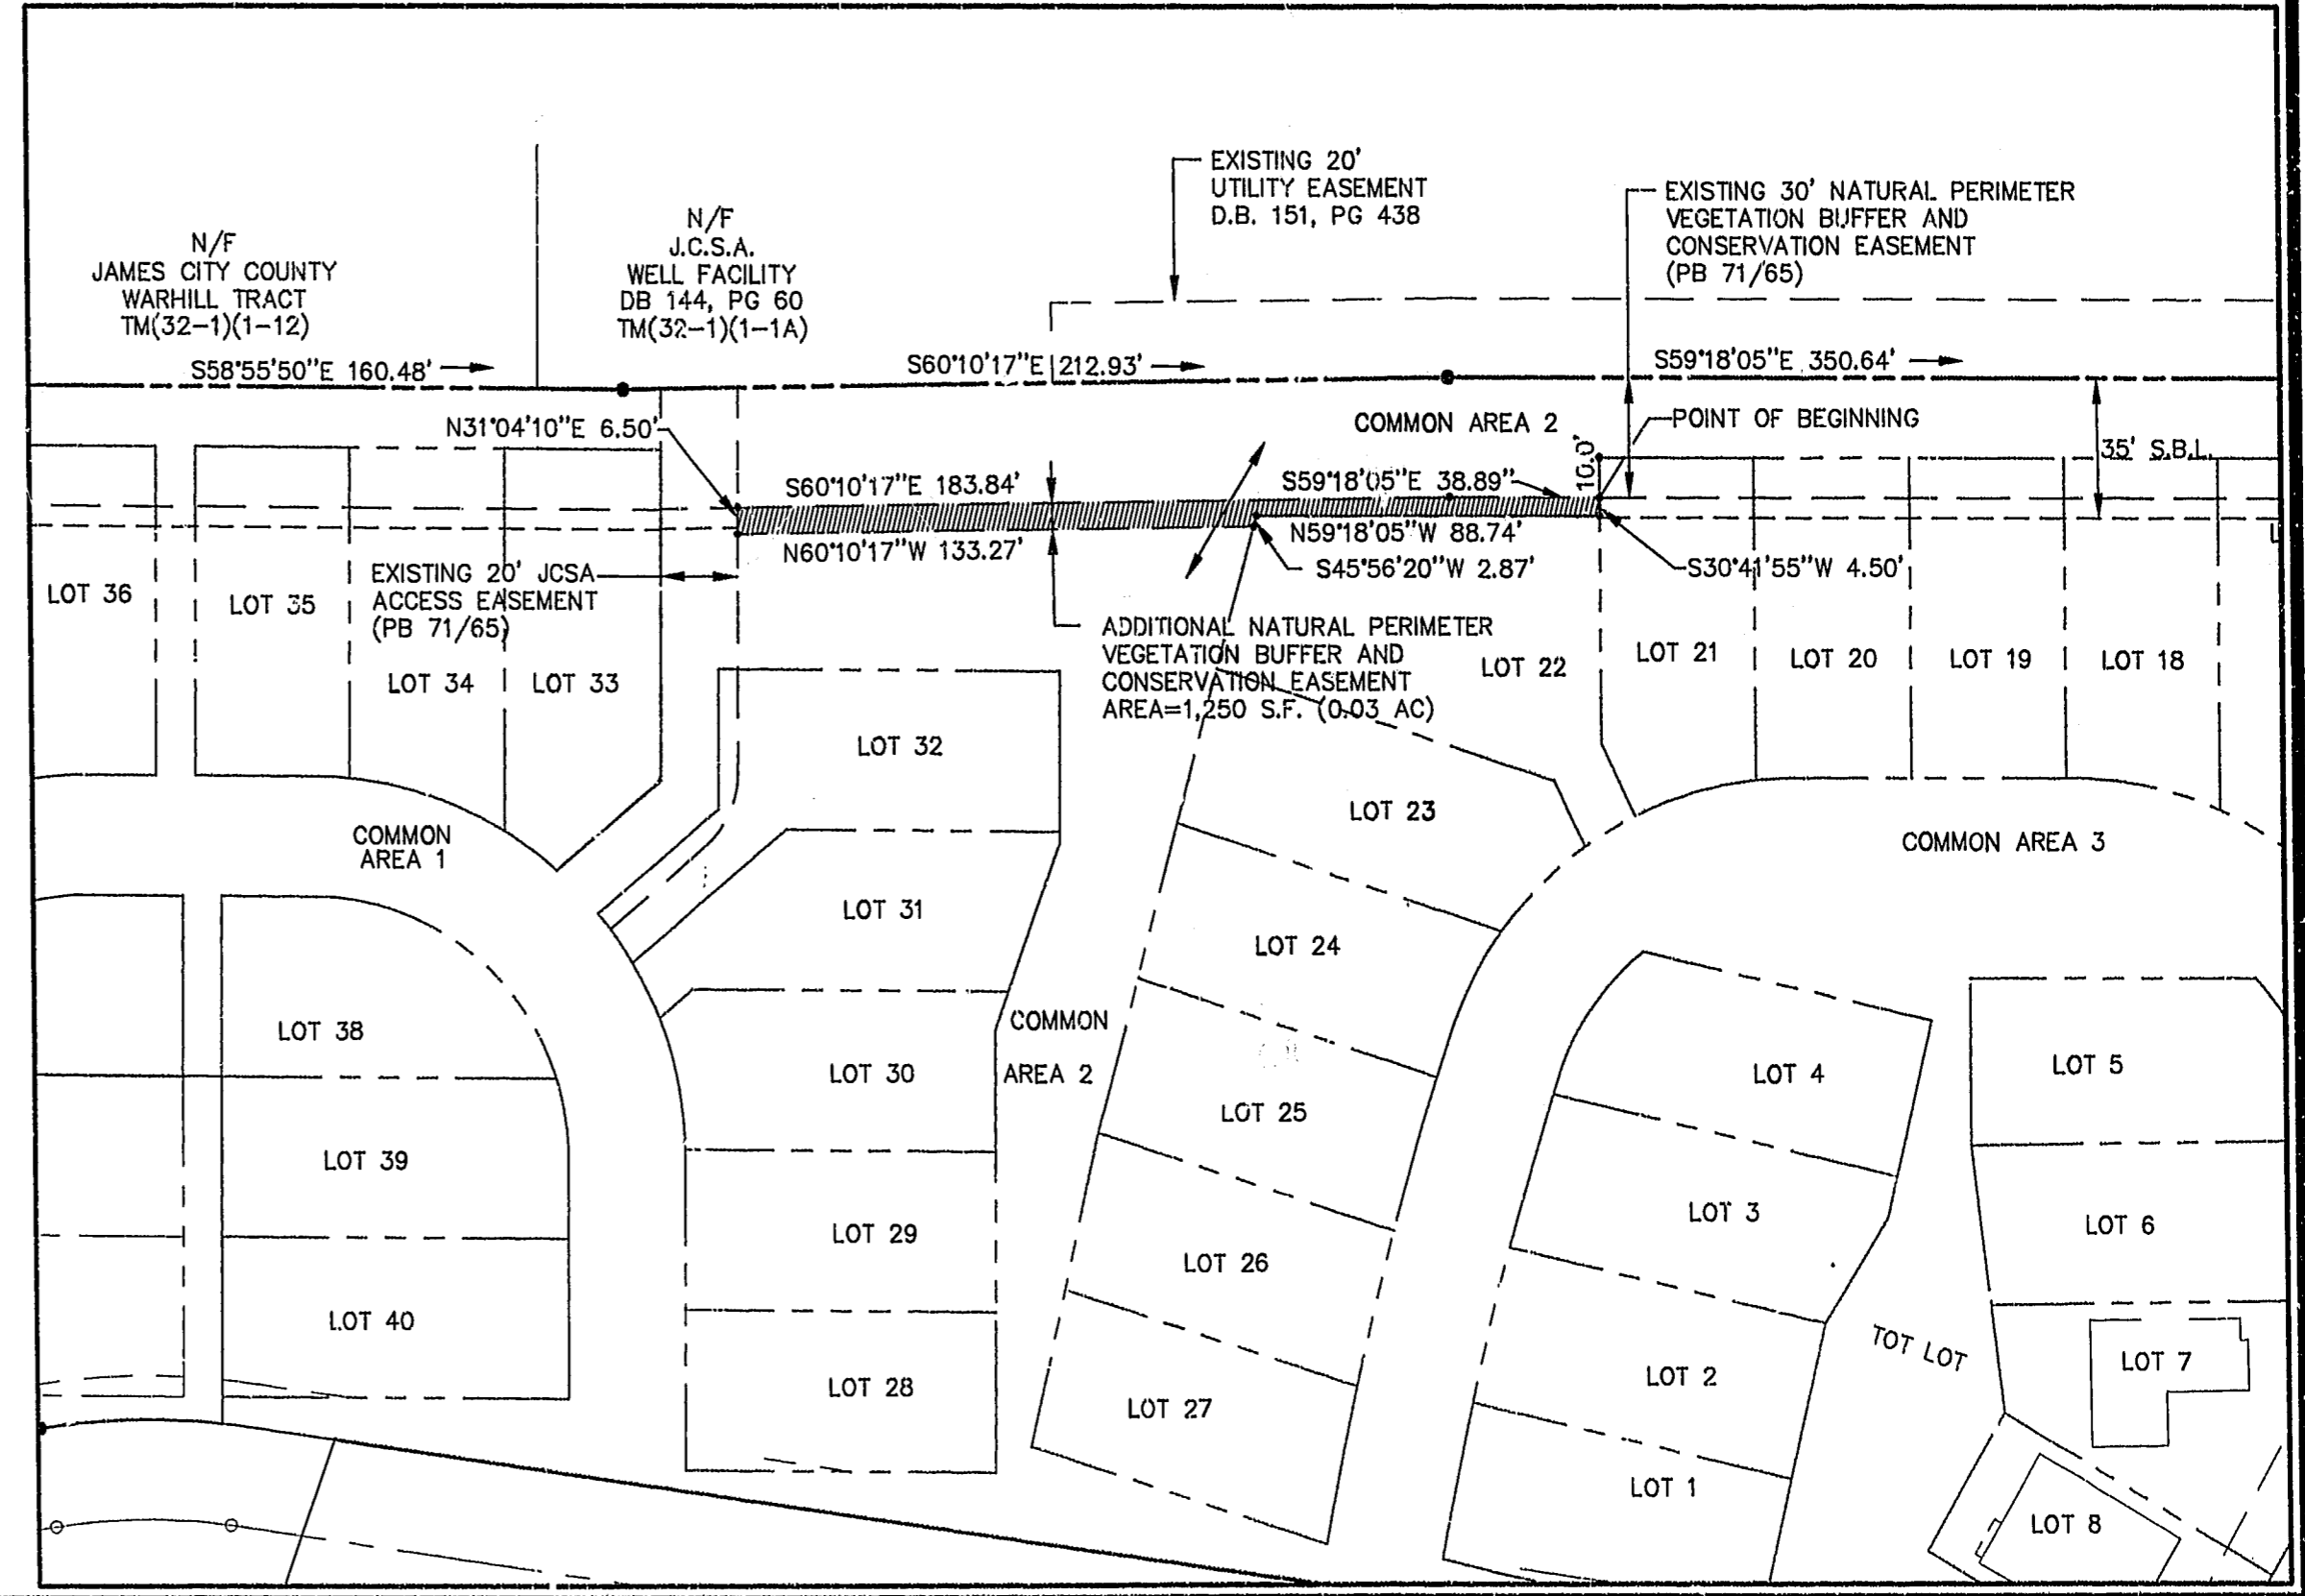 EXISTING 20'
UTILITY EASEMENT
D.B. 151, PG 438
EXISTING 30' NATURAL PERIMETER
VEGETATION BUFFER AND
CONSERVATION EASEMENT
(PB 71/65)
N/F
JAMES CITY COUNTY
WARHILL TRACT
TM(32-1)(1-12)
N/F
J.C.S.A.
WELL FACILITY
DB 144, PG 60
TM(32-1)(1-1A)
S58°55'50"E 160.48'
S60°10'17"E 212.93'
S59°18'05"E 350.64'
N31°04'10"E 6.50'
COMMON AREA 2
POINT OF BEGINNING
10.0'
35' S.B.L.
S60°10'17"E 183.84'
S59°18'05"E 38.89"
N60°10'17"W 133.27'
N59°18'05"W 88.74'
S45°56'20"W 2.87'
S30°41'55"W 4.50'
EXISTING 20' JCSA
ACCESS EASEMENT
(PB 71/65)
ADDITIONAL NATURAL PERIMETER
VEGETATION BUFFER AND
CONSERVATION EASEMENT
AREA=1,250 S.F. (0.03 AC)
LOT 36
LOT 35
LOT 34
LOT 33
LOT 22
LOT 21
LOT 20
LOT 19
LOT 18
LOT 32
LOT 23
COMMON
AREA 1
COMMON AREA 3
LOT 31
LOT 24
LOT 38
COMMON
AREA 2
LOT 30
LOT 25
LOT 4
LOT 5
LOT 39
LOT 29
LOT 26
LOT 3
LOT 6
LOT 40
LOT 28
LOT 27
LOT 2
TOT LOT
LOT 7
LOT 1
LOT 8